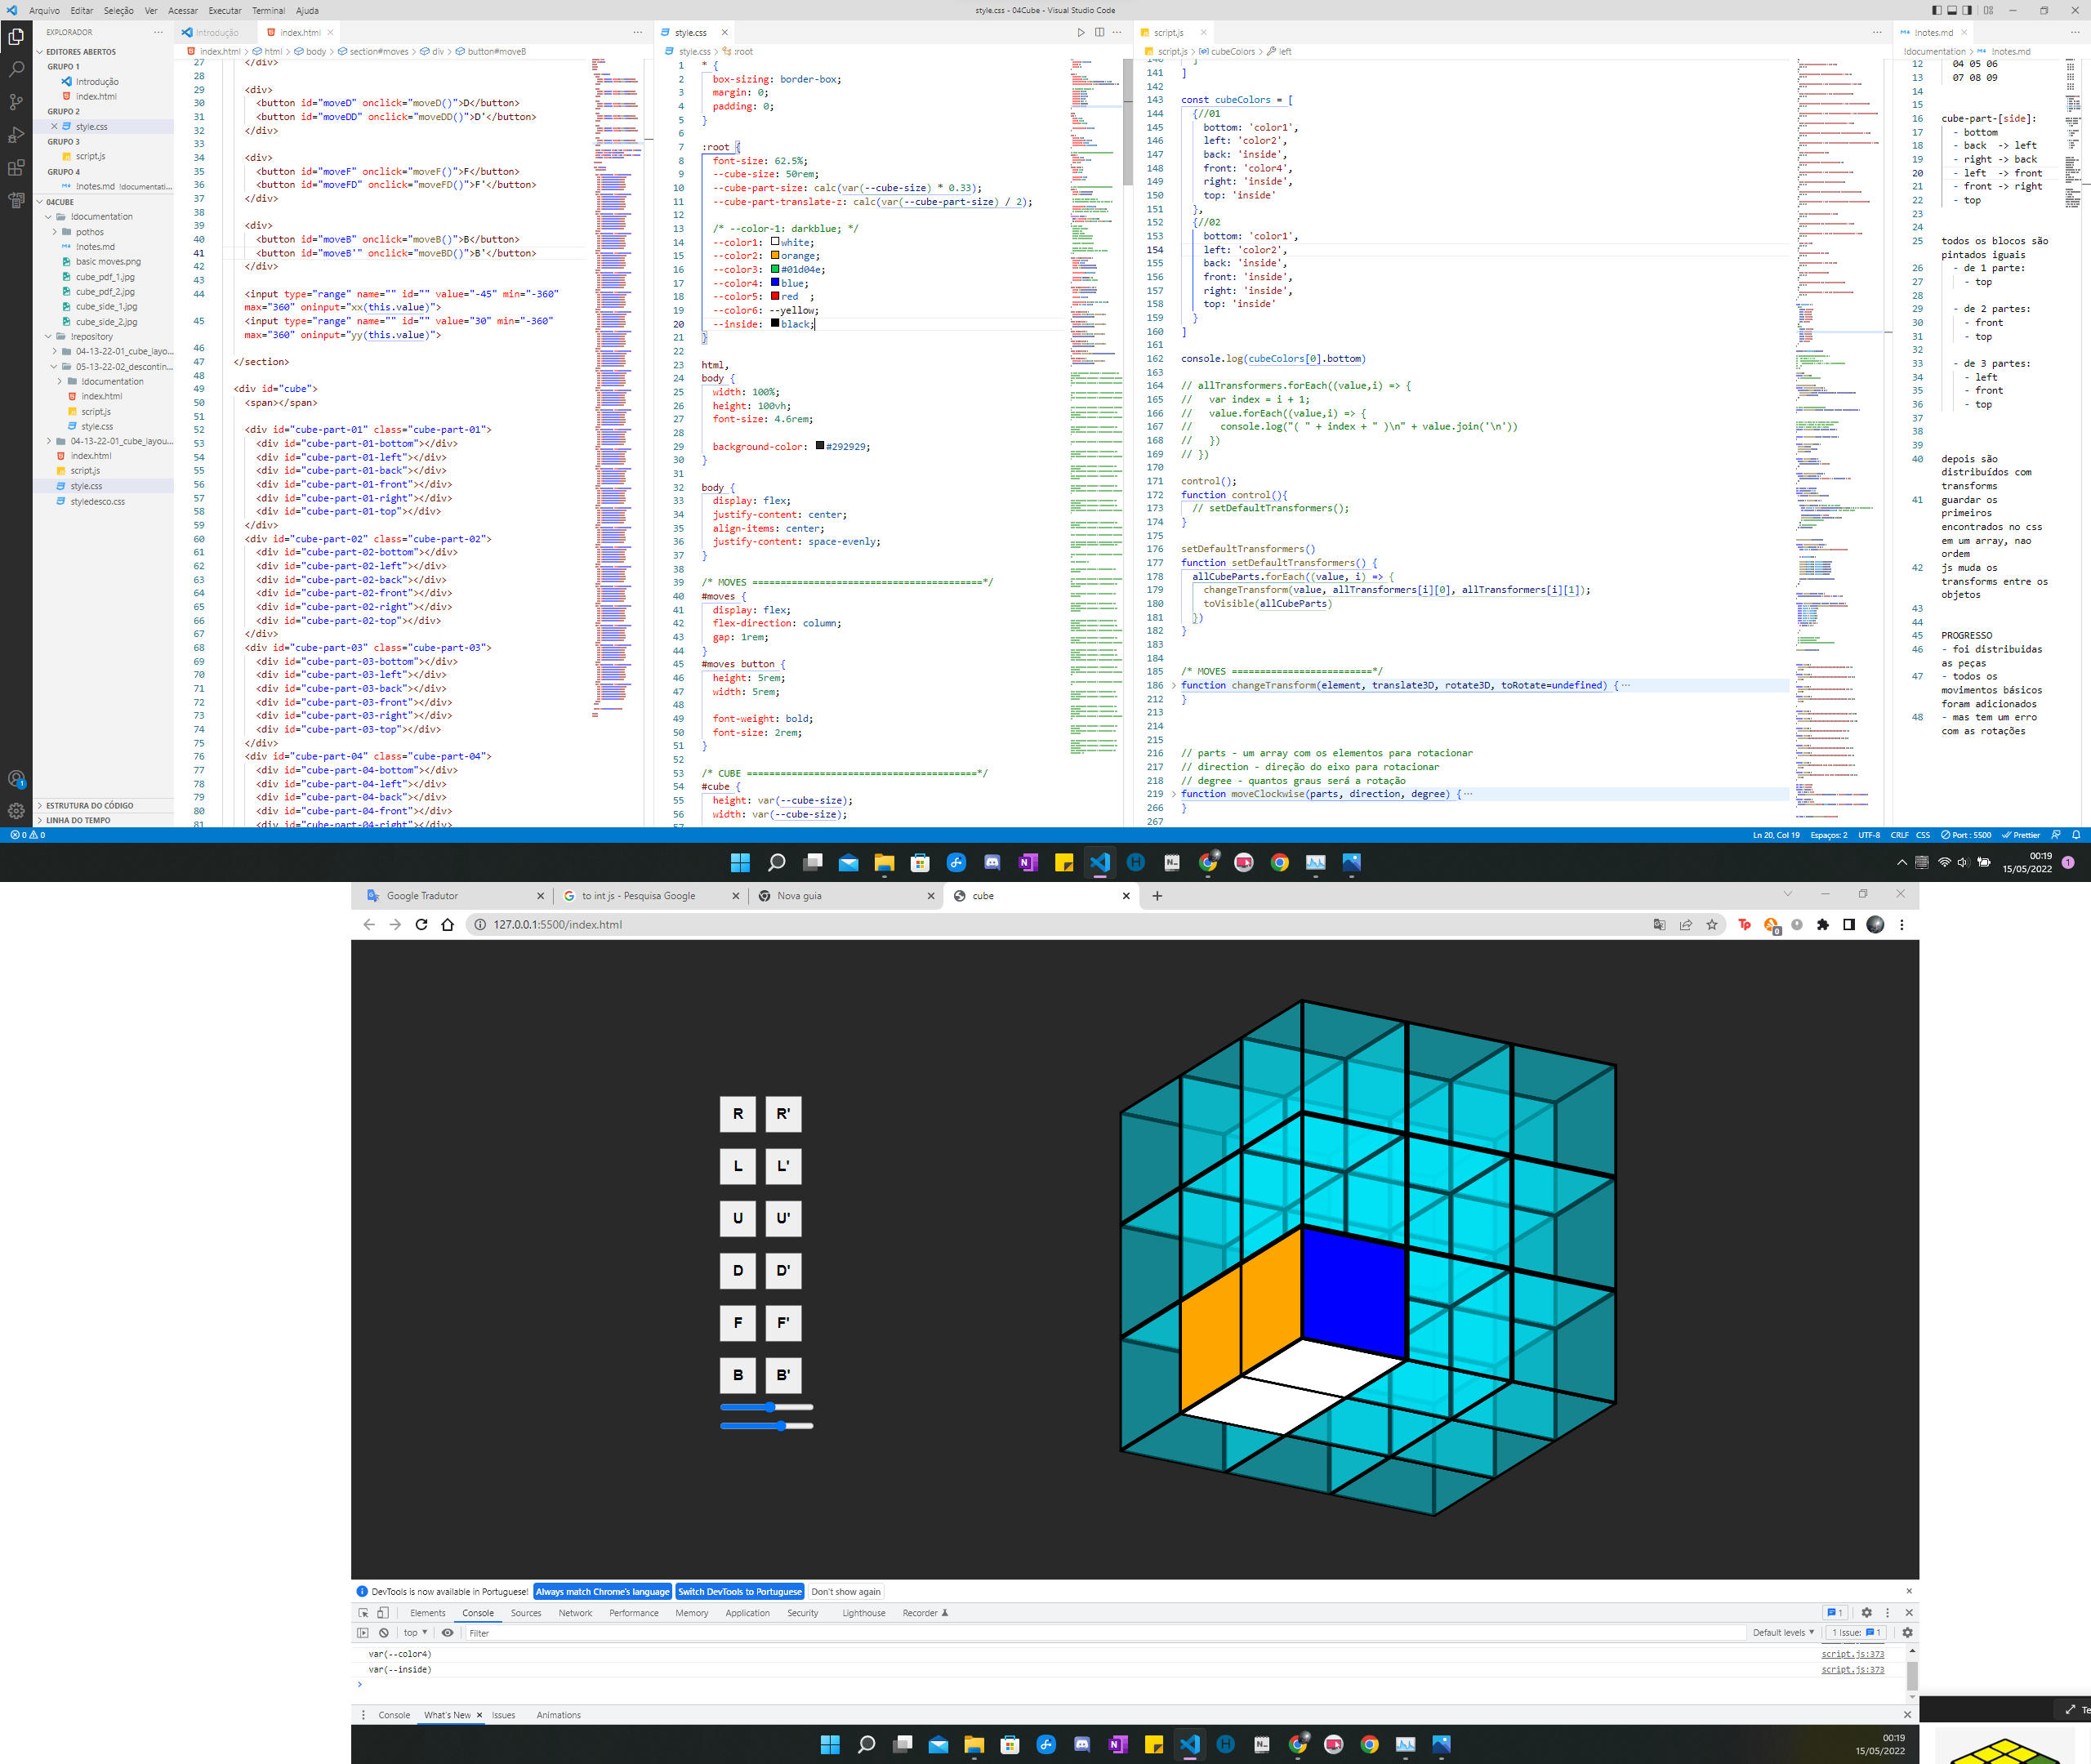 Arquivo Editar Seleção Ver Acessar Executar Terminal Ajuda
style.css - 04Cube - Visual Studio Code
EXPLORADOR
EDITORES ABERTOS
GRUPO 1
Introdução
index.html
GRUPO 2
style.css
GRUPO 3
script.js
GRUPO 4
!notes.md !documentati...
04CUBE
!documentation
pothos
!notes.md
basic moves.png
cube_pdf_1.jpg
cube_pdf_2.jpg
cube_side_1.jpg
cube_side_2.jpg
!repository
04-13-22-01_cube_layo...
05-13-22-02_descontin...
!documentation
index.html
script.js
style.css
04-13-22-01_cube_layou...
index.html
script.js
style.css
styledesco.css
ESTRUTURA DO CÓDIGO
LINHA DO TEMPO
Introdução
index.html
index.html > html > body > section#moves > div > button#moveB
27 </div>
28
29 <div>
30 <button id="moveD" onclick="moveD()">D</button>
31 <button id="moveDD" onclick="moveDD()">D'</button>
32 </div>
33
34 <div>
35 <button id="moveF" onclick="moveF()">F</button>
36 <button id="moveFD" onclick="moveFD()">F'</button>
37 </div>
38
39 <div>
40 <button id="moveB" onclick="moveB()">B</button>
41 <button id="moveB'" onclick="moveBD()">B'</button>
42 </div>
43
44 <input type="range" name="" id="" value="-45" min="-360"
max="360" oninput="xx(this.value)">
45 <input type="range" name="" id="" value="30" min="-360"
max="360" oninput="yy(this.value)">
46
47 </section>
48
49 <div id="cube">
50 <span></span>
51
52 <div id="cube-part-01" class="cube-part-01">
53 <div id="cube-part-01-bottom"></div>
54 <div id="cube-part-01-left"></div>
55 <div id="cube-part-01-back"></div>
56 <div id="cube-part-01-front"></div>
57 <div id="cube-part-01-right"></div>
58 <div id="cube-part-01-top"></div>
59 </div>
60 <div id="cube-part-02" class="cube-part-02">
61 <div id="cube-part-02-bottom"></div>
62 <div id="cube-part-02-left"></div>
63 <div id="cube-part-02-back"></div>
64 <div id="cube-part-02-front"></div>
65 <div id="cube-part-02-right"></div>
66 <div id="cube-part-02-top"></div>
67 </div>
68 <div id="cube-part-03" class="cube-part-03">
69 <div id="cube-part-03-bottom"></div>
70 <div id="cube-part-03-left"></div>
71 <div id="cube-part-03-back"></div>
72 <div id="cube-part-03-front"></div>
73 <div id="cube-part-03-right"></div>
74 <div id="cube-part-03-top"></div>
75 </div>
76 <div id="cube-part-04" class="cube-part-04">
77 <div id="cube-part-04-bottom"></div>
78 <div id="cube-part-04-left"></div>
79 <div id="cube-part-04-back"></div>
80 <div id="cube-part-04-front"></div>
81 <div id="cube-part-04-right"></div>
style.css
style.css > :root
1 * {
2 box-sizing: border-box;
3 margin: 0;
4 padding: 0;
5 }
6
7 :root {
8 font-size: 62.5%;
9 --cube-size: 50rem;
10 --cube-part-size: calc(var(--cube-size) * 0.33);
11 --cube-part-translate-z: calc(var(--cube-part-size) / 2);
12
13 /* --color-1: darkblue; */
14 --color1: white;
15 --color2: orange;
16 --color3: #01d04e;
17 --color4: blue;
18 --color5: red ;
19 --color6: --yellow;
20 --inside: black;
21 }
22
23 html,
24 body {
25 width: 100%;
26 height: 100vh;
27 font-size: 4.6rem;
28
29 background-color: #292929;
30 }
31
32 body {
33 display: flex;
34 justify-content: center;
35 align-items: center;
36 justify-content: space-evenly;
37 }
38
39 /* MOVES =========================================*/
40 #moves {
41 display: flex;
42 flex-direction: column;
43 gap: 1rem;
44 }
45 #moves button {
46 height: 5rem;
47 width: 5rem;
48
49 font-weight: bold;
50 font-size: 2rem;
51 }
52
53 /* CUBE =========================================*/
54 #cube {
55 height: var(--cube-size);
56 width: var(--cube-size);
57
script.js
script.js > cubeColors > left
140 ]
141 ]
142
143 const cubeColors = [
144 {//01
145 bottom: 'color1',
146 left: 'color2',
147 back: 'inside',
148 front: 'color4',
149 right: 'inside',
150 top: 'inside'
151 },
152 {//02
153 bottom: 'color1',
154 left: 'color2',
155 back: 'inside',
156 front: 'inside',
157 right: 'inside',
158 top: 'inside'
159 }
160 ]
161
162 console.log(cubeColors[0].bottom)
163
164 // allTransformers.forEach((value,i) => {
165 // var index = i + 1;
166 // value.forEach((value,i) => {
167 // console.log("( " + index + " )\n" + value.join('\n'))
168 // })
169 // })
170
171 control();
172 function control(){
173 // setDefaultTransformers();
174 }
175
176 setDefaultTransformers()
177 function setDefaultTransformers() {
178 allCubeParts.forEach((value, i) => {
179 changeTransform(value, allTransformers[i][0], allTransformers[i][1]);
180 toVisible(allCubeParts)
181 })
182 }
183
184
185 /* MOVES =========================*/
186 function changeTransform(element, translate3D, rotate3D, toRotate=undefined) {···
212 }
213
214
215
216 // parts - um array com os elementos para rotacionar
217 // direction - direção do eixo para rotacionar
218 // degree - quantos graus será a rotação
219 function moveClockwise(parts, direction, degree) {···
266 }
267
!notes.md
!documentation > !notes.md
12 04 05 06
13 07 08 09
14
15
16 cube-part-[side]:
17 - bottom
18 - back -> left
19 - right -> back
20 - left -> front
21 - front -> right
22 - top
23
24
25 todos os blocos são
pintados iguais
26 - de 1 parte:
27 - top
28
29 - de 2 partes:
30 - front
31 - top
32
33 - de 3 partes:
34 - left
35 - front
36 - top
37
38
39
40 depois são
distribuídos com
transforms
41 guardar os
primeiros
encontrados no css
em um array, nao
ordem
42 js muda os
transforms entre os
objetos
43
44
45 PROGRESSO
46 - foi distribuidas
as peças
47 - todos os
movimentos básicos
foram adicionados
48 - mas tem um erro
com as rotações
0 0
Ln 20, Col 19 Espaços: 2 UTF-8 CRLF CSS Port : 5500 Prettier
00:19
15/05/2022
1
Google Tradutor
to int js - Pesquisa Google
Nova guia
cube
127.0.0.1:5500/index.html
R R'
L L'
U U'
D D'
F F'
B B'
DevTools is now available in Portuguese! Always match Chrome's language Switch DevTools to Portuguese Don't show again
Elements Console Sources Network Performance Memory Application Security Lighthouse Recorder 1
top Filter Default levels 1 Issue: 1
var(--color4) script.js:373
var(--inside) script.js:373
Console What's New Issues Animations
00:19
15/05/2022